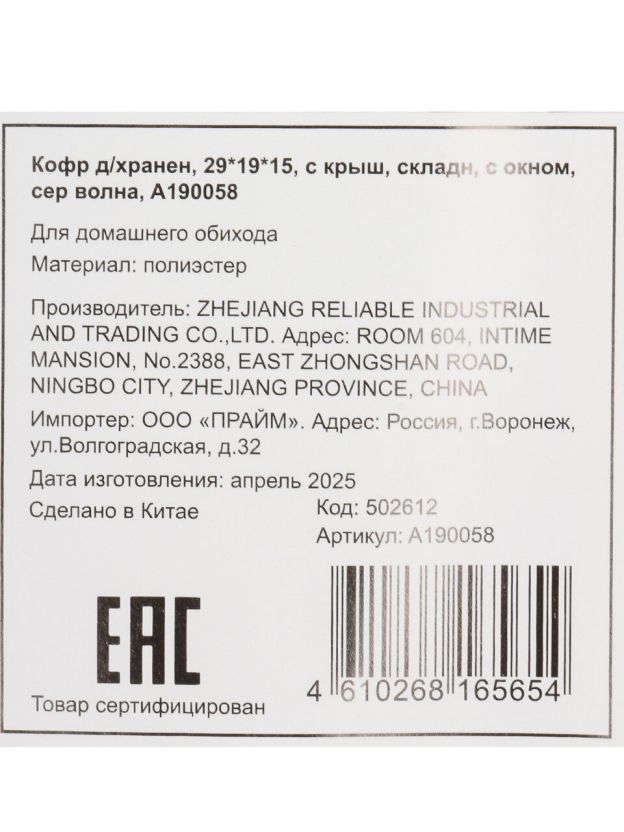 Кофр д/хранен, 29*19*15, с крыш, складн, с окном,
сер волна, A190058
Для домашнего обихода
Материал: полиэстер
Производитель: ZHEJIANG RELIABLE INDUSTRIAL
AND TRADING CO.,LTD. Адрес: ROOM 604, INTIME
MANSION, No.2388, EAST ZHONGSHAN ROAD,
NINGBO CITY, ZHEJIANG PROVINCE, CHINA
Импортер: ООО «ПРАЙМ». Адрес: Россия, г.Воронеж,
ул.Волгоградская, д.32
Дата изготовления: апрель 2025
Сделано в Китае
Код: 502612
Артикул: A190058
EAC
Товар сертифицирован
4 610268 165654